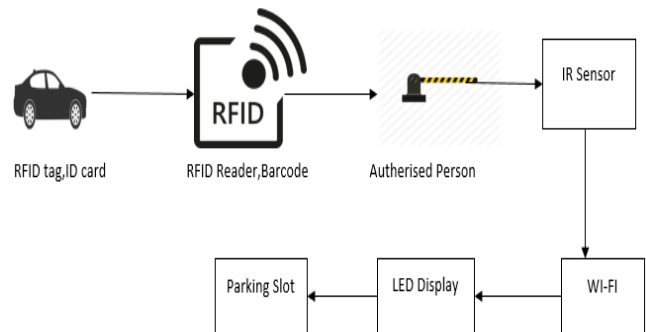 RFID
RFID tag,ID card
RFID Reader,Barcode
Autherised Person
IR Sensor
Parking Slot
LED Display
WI-FI